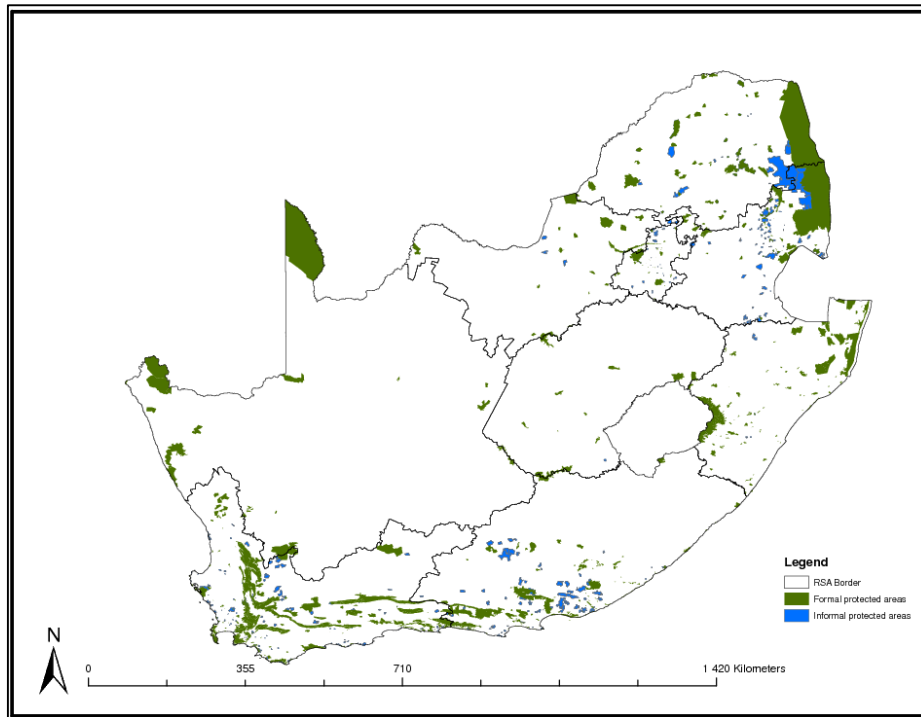 Legend
RSA Border
Formal protected areas
Informal protected areas
N
0 355 710 1 420 Kilometers